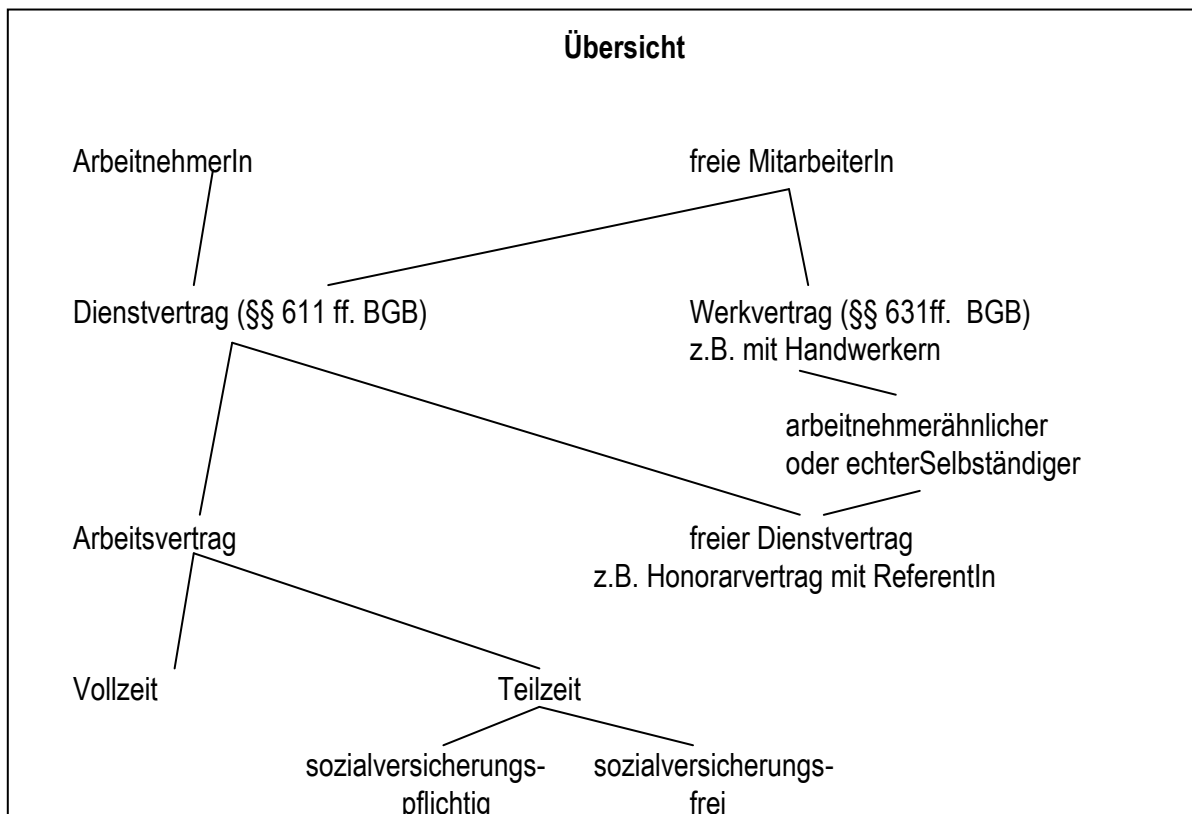 Übersicht
ArbeitnehmerIn
freie MitarbeiterIn
Dienstvertrag (§§ 611 ff. BGB)
Werkvertrag (§§ 631ff.  BGB)
z.B. mit Handwerkern
arbeitnehmerähnlicher
oder echterSelbständiger
Arbeitsvertrag
freier Dienstvertrag
z.B. Honorarvertrag mit ReferentIn
Vollzeit
Teilzeit
sozialversicherungs-
pflichtig
sozialversicherungs-
frei